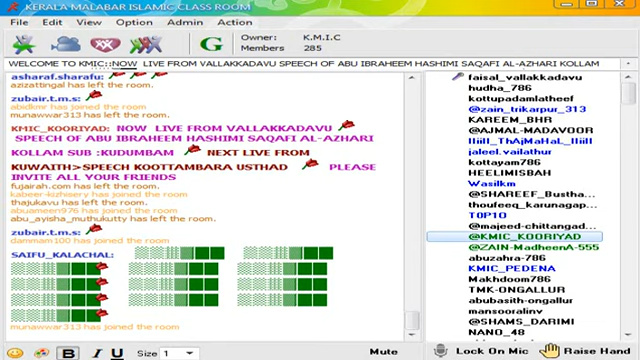 KERALA MALABAR ISLAMIC CLASS ROOM
File Edit View Option Admin Action
G
Owner: K.M.I.C
Members 285
WELCOME TO KMIC::NOW LIVE FROM VALLAKKADAVU SPEECH OF ABU IBRAHEEM HASHIMI SAQAFI AL-AZHARI KOLLAM
asharaf.sharafu:
azizattingal has left the room.
zubair.t.m.s:
abidkmr has joined the room
munawwar313 has left the room.
KMIC_KOORIYAD: NOW LIVE FROM VALLAKKADAVU
SPEECH OF ABU IBRAHEEM HASHIMI SAQAFI AL-AZHARI
KOLLAM SUB :KUDUMBAM NEXT LIVE FROM
KUIWAITH>SPEECH KOOTTAMBARA USTHAD PLEASE
INVITE ALL YOUR FRIENDS
fujairah.com has left the room.
kabeer-kizhisery has joined the room
thajukavu has left the room.
abuameen976 has joined the room
abu_ayisha_muthukutty has left the room.
zubair.t.m.s:
dammam100 has joined the room
SAIFU_KALACHAL:
munawwar313 has joined the room
faisal_vallakkadavu
hudha_786
kottupadamlatheef
@zain_trikarpur_313
KAREEM_BHR
@AJMAL-MADAVOOR
jaleel.vailathur
kottayam786
HEELIMISBAH
Wasilkm
@SHAREEF_Bustha...
thoufeeq_karunagap...
TOP10
@majeed-chittangad...
@KMIC_KOORIYAD
@ZAIN-MadheenA-555
abuzahra-786
KMIC_PEDENA
Makhdoom786
TMK-ONGALLUR
abubasith-ongallur
mansooralinv
@SHAMS_DARIMI
NANO_48
B I U Size 1 Mute Lock On Mic Raise Hand